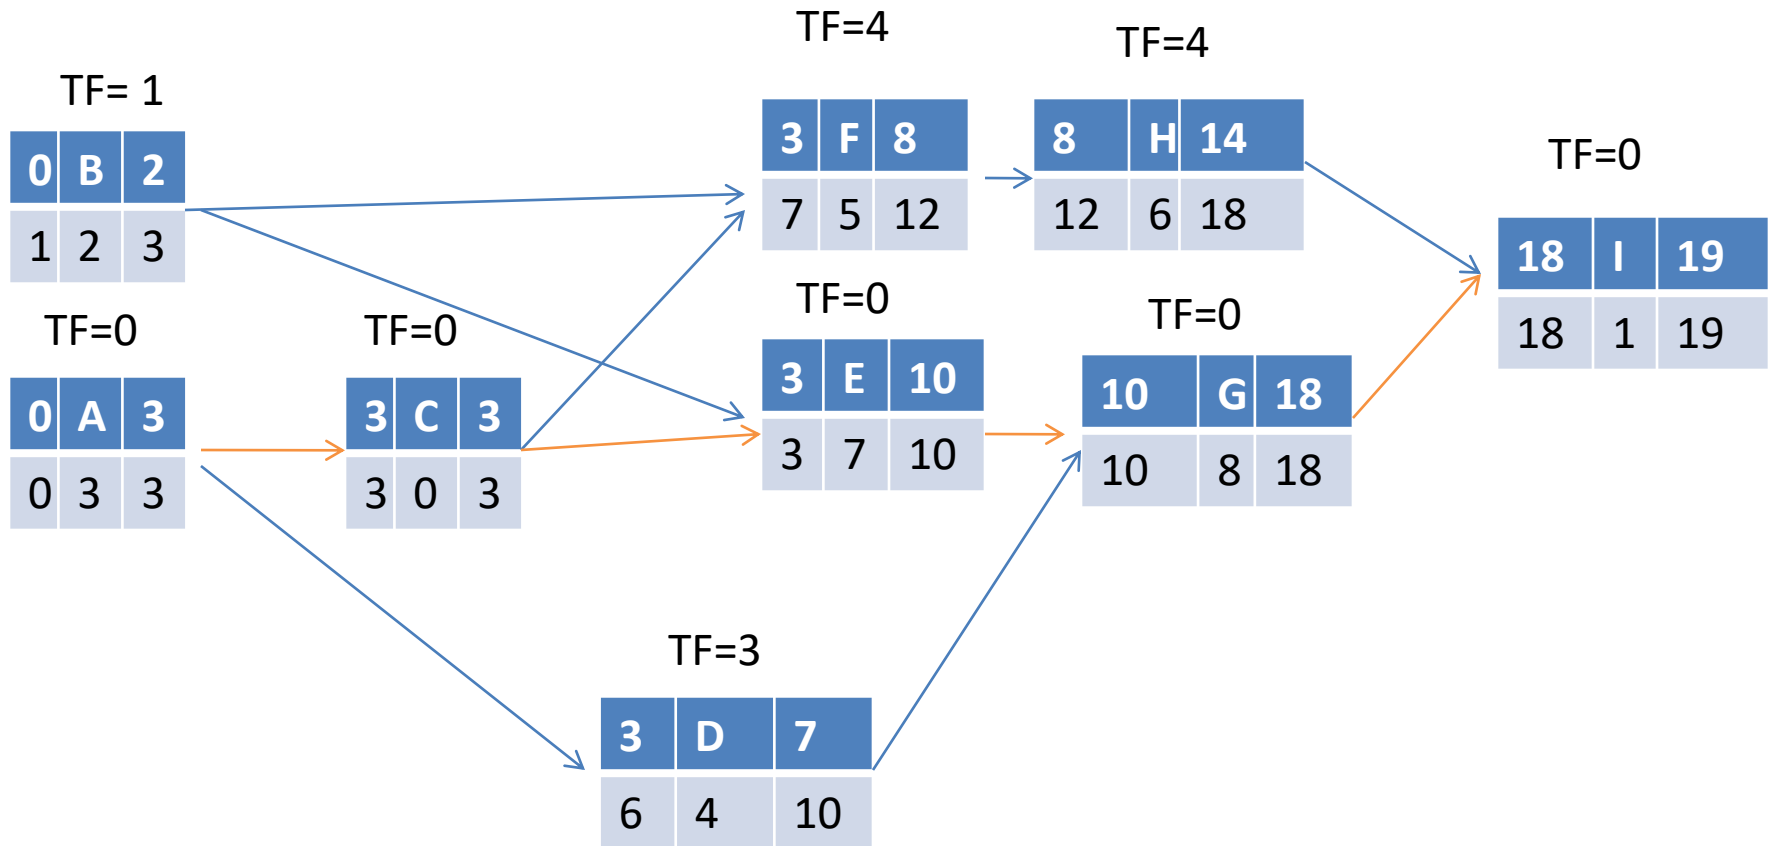 TF= 1
0 B 2
1 2 3
TF=0
0 A 3
0 3 3
TF=0
3 C 3
3 0 3
TF=4
3 F 8
7 5 12
TF=4
8 H 14
12 6 18
TF=0
3 E 10
3 7 10
TF=0
10 G 18
10 8 18
TF=0
18 I 19
18 1 19
TF=3
3 D 7
6 4 10